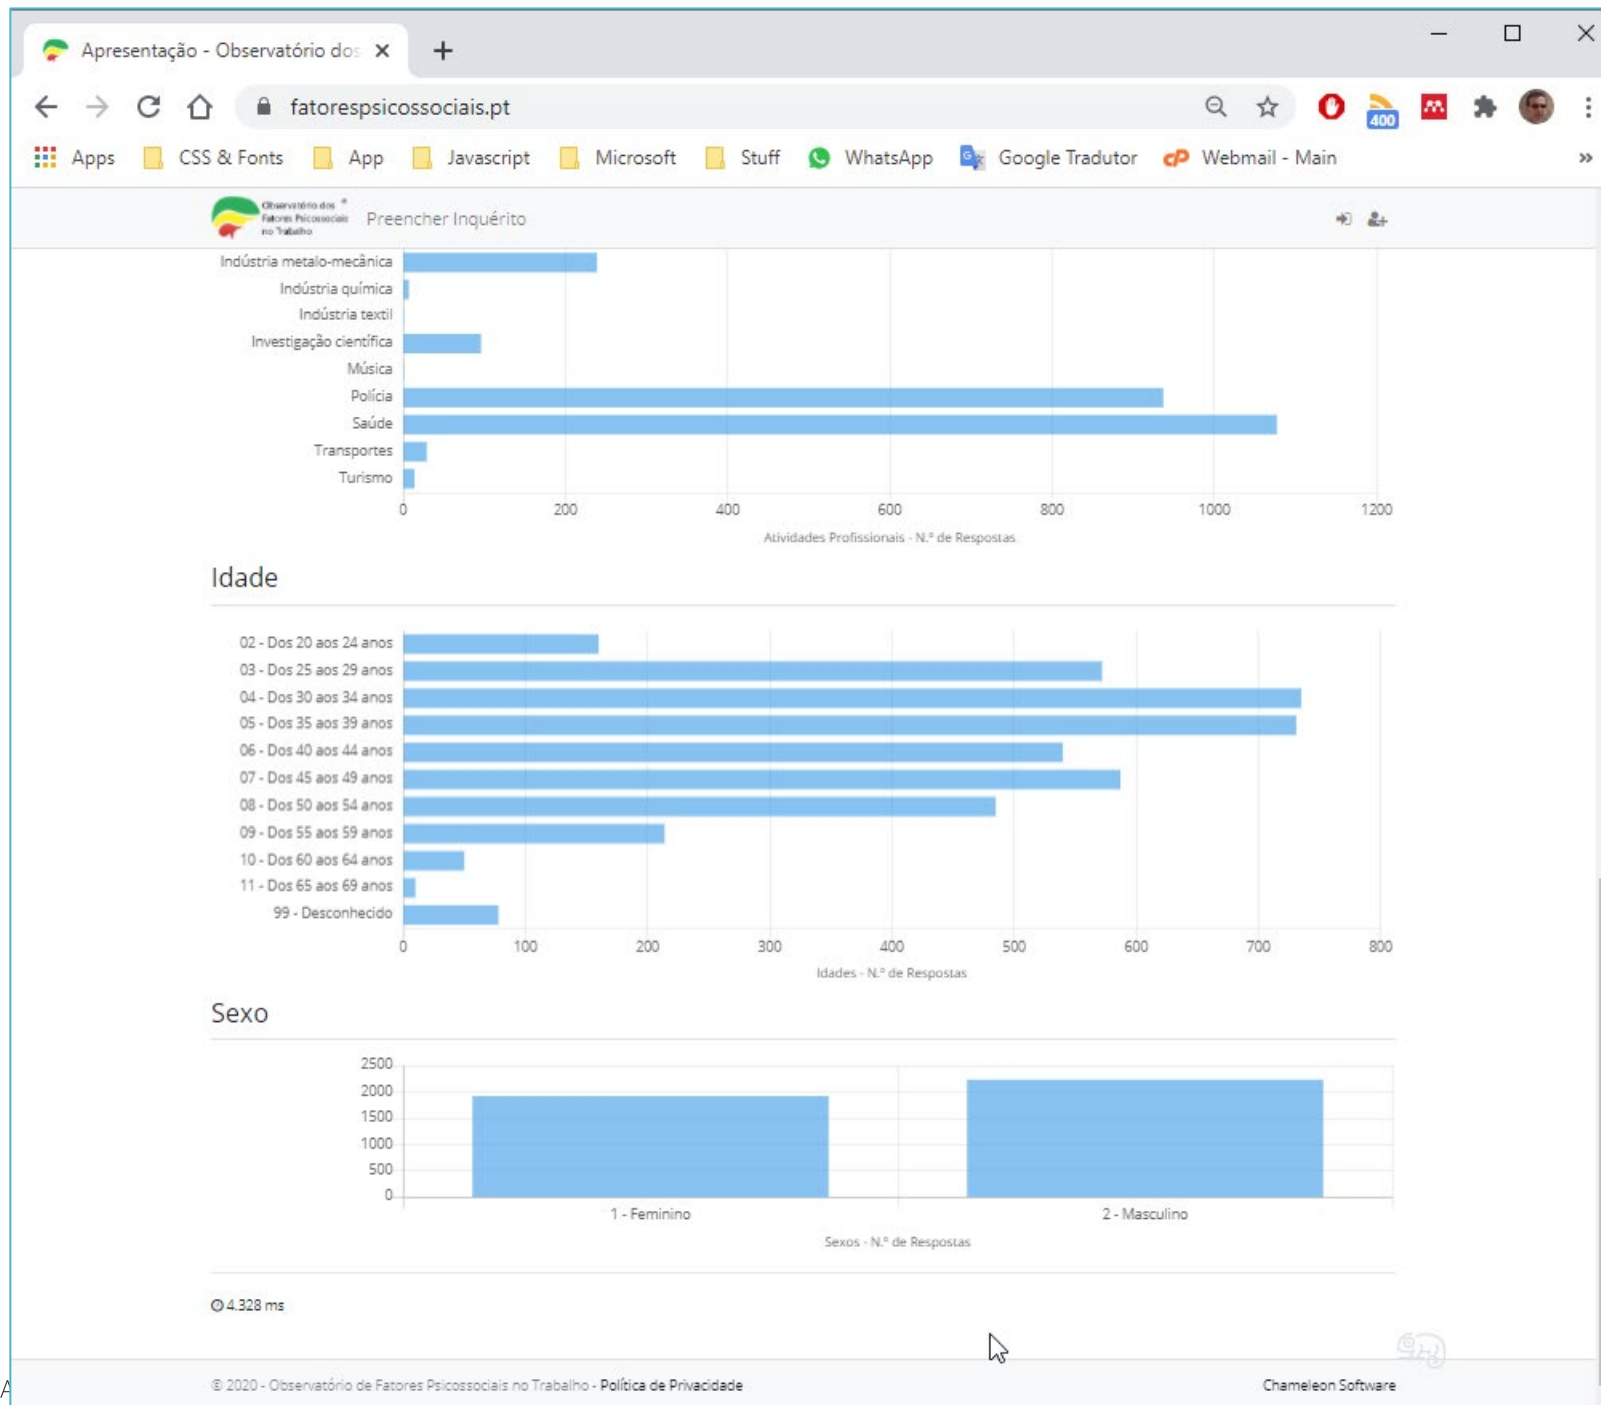 Apresentação - Observatório dos
fatorespsicossociais.pt
400
Apps CSS & Fonts App Javascript Microsoft Stuff WhatsApp Google Tradutor Webmail - Main
Observatório dos
Fatores Psicossociais
no Trabalho
Preencher Inquérito
Indústria metalo-mecânica
Indústria química
Indústria textil
Investigação científica
Música
Polícia
Saúde
Transportes
Turismo
0 200 400 600 800 1000 1200
Atividades Profissionais - N.º de Respostas
Idade
02 - Dos 20 aos 24 anos
03 - Dos 25 aos 29 anos
04 - Dos 30 aos 34 anos
05 - Dos 35 aos 39 anos
06 - Dos 40 aos 44 anos
07 - Dos 45 aos 49 anos
08 - Dos 50 aos 54 anos
09 - Dos 55 aos 59 anos
10 - Dos 60 aos 64 anos
11 - Dos 65 aos 69 anos
99 - Desconhecido
0 100 200 300 400 500 600 700 800
Idades - N.º de Respostas
Sexo
2500
2000
1500
1000
500
0
1 - Feminino 2 - Masculino
Sexos - N.º de Respostas
4.328 ms
© 2020 - Observatório de Fatores Psicossociais no Trabalho - Política de Privacidade Chameleon Software